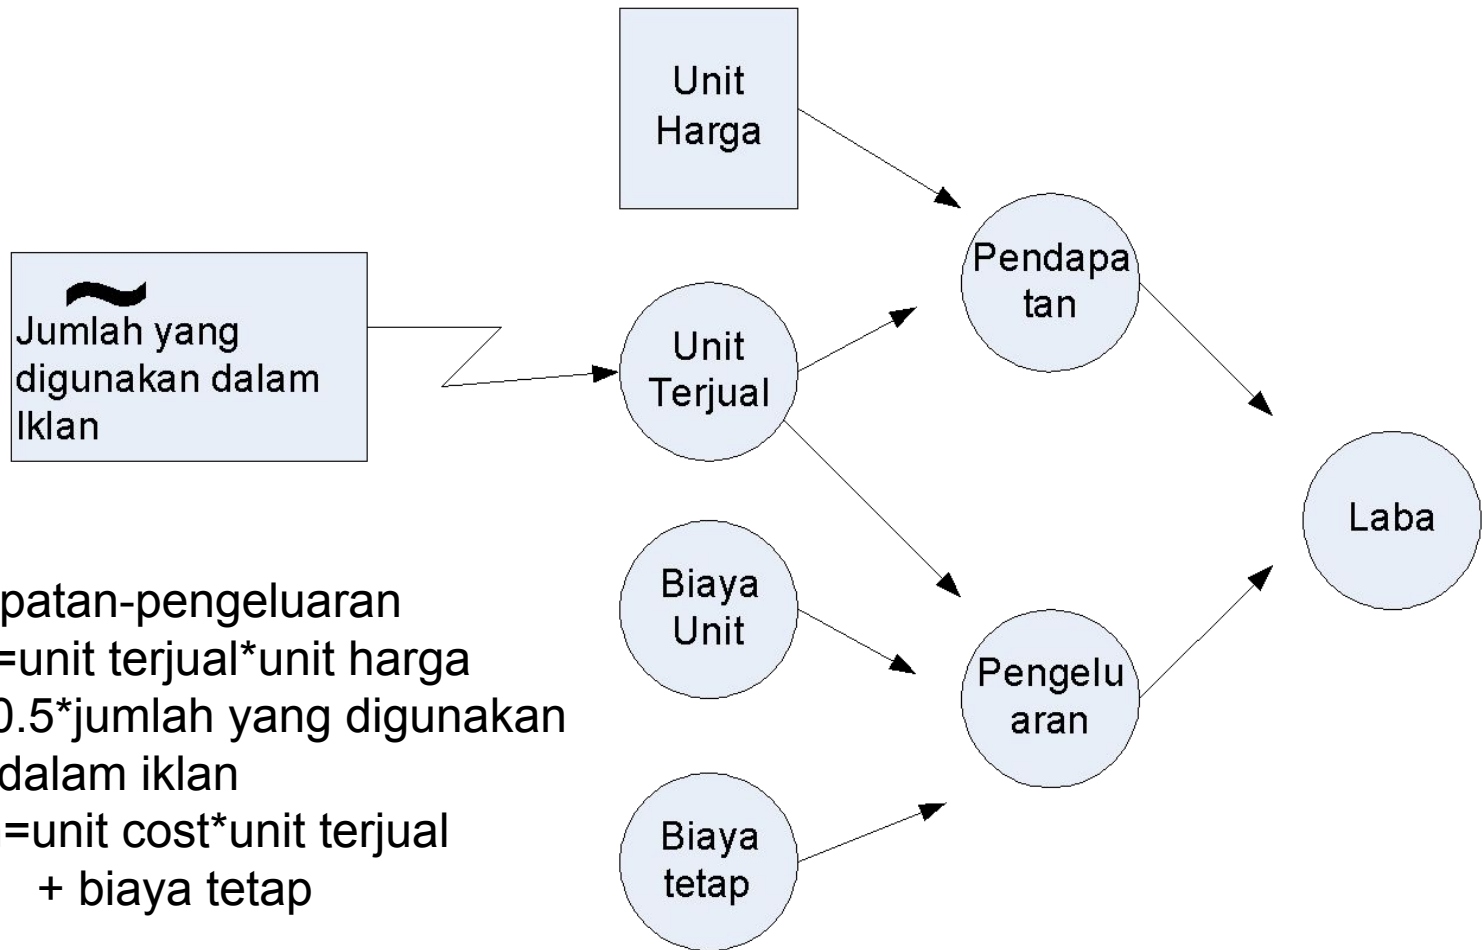 Unit
Harga
Pendapa
tan
Jumlah yang
digunakan dalam
Iklan
Unit
Terjual
Laba
Biaya
Unit
Pengelu
aran
Biaya
tetap
patan-pengeluaran
=unit terjual*unit harga
0.5*jumlah yang digunakan
dalam iklan
=unit cost*unit terjual
+ biaya tetap